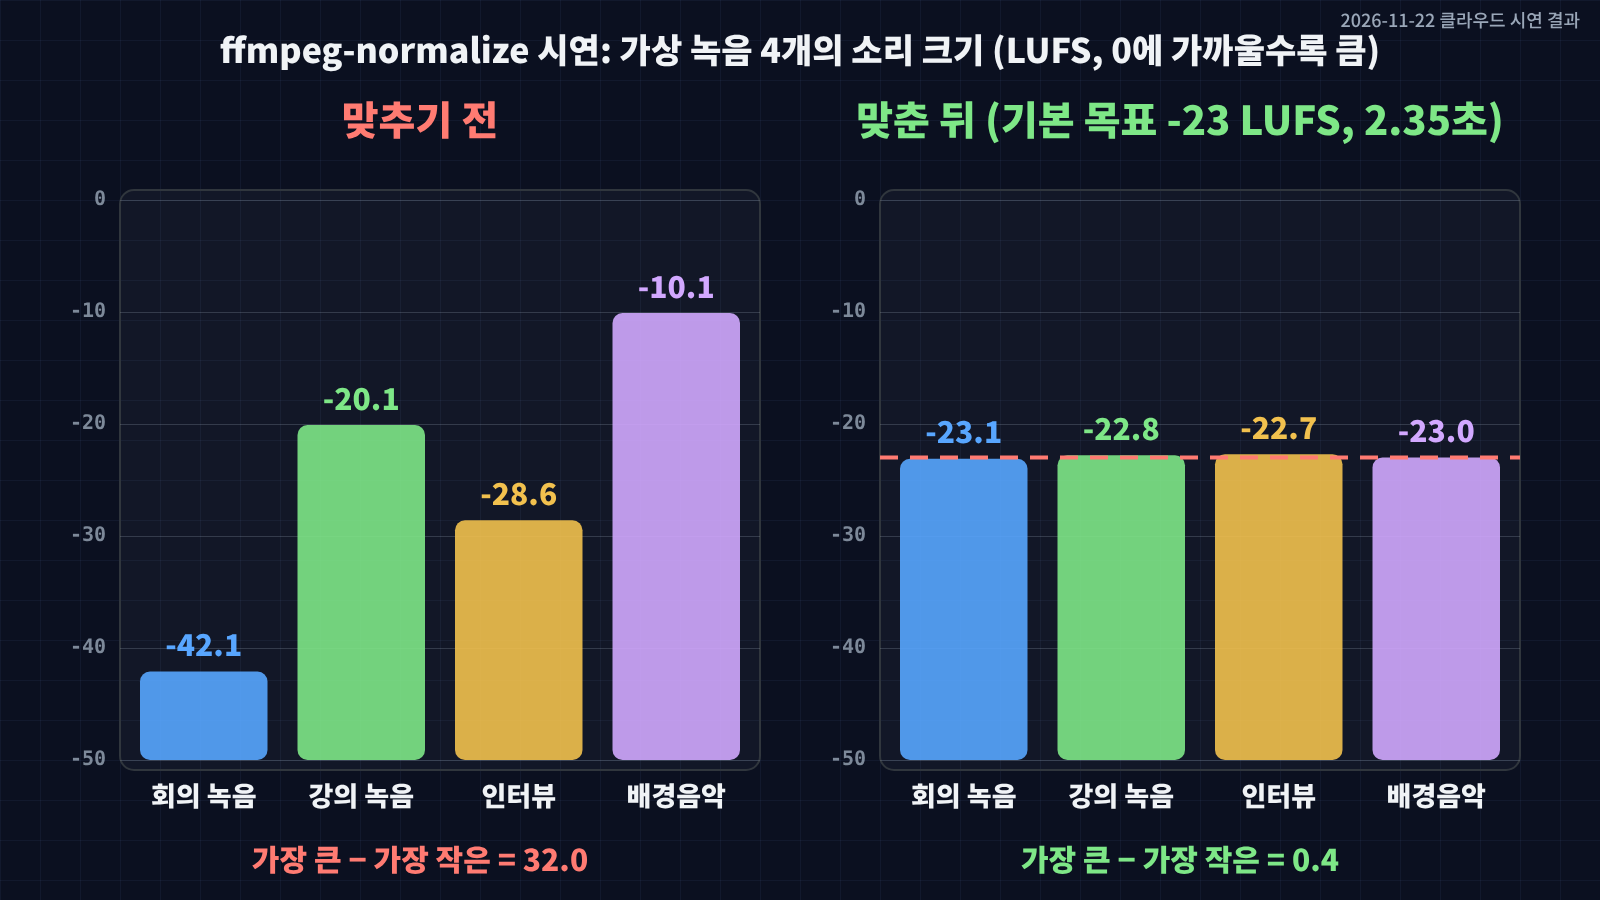 2026-11-22 클라우드 시연 결과
ffmpeg-normalize 시연: 가상 녹음 4개의 소리 크기 (LUFS, 0에 가까울수록 큼)
맞추기 전
0
-10
-20
-30
-40
-50
-42.1
-20.1
-28.6
-10.1
회의 녹음
강의 녹음
인터뷰
배경음악
가장 큰 − 가장 작은 = 32.0
맞춘 뒤 (기본 목표 -23 LUFS, 2.35초)
0
-10
-20
-30
-40
-50
-23.1
-22.8
-22.7
-23.0
회의 녹음
강의 녹음
인터뷰
배경음악
가장 큰 − 가장 작은 = 0.4